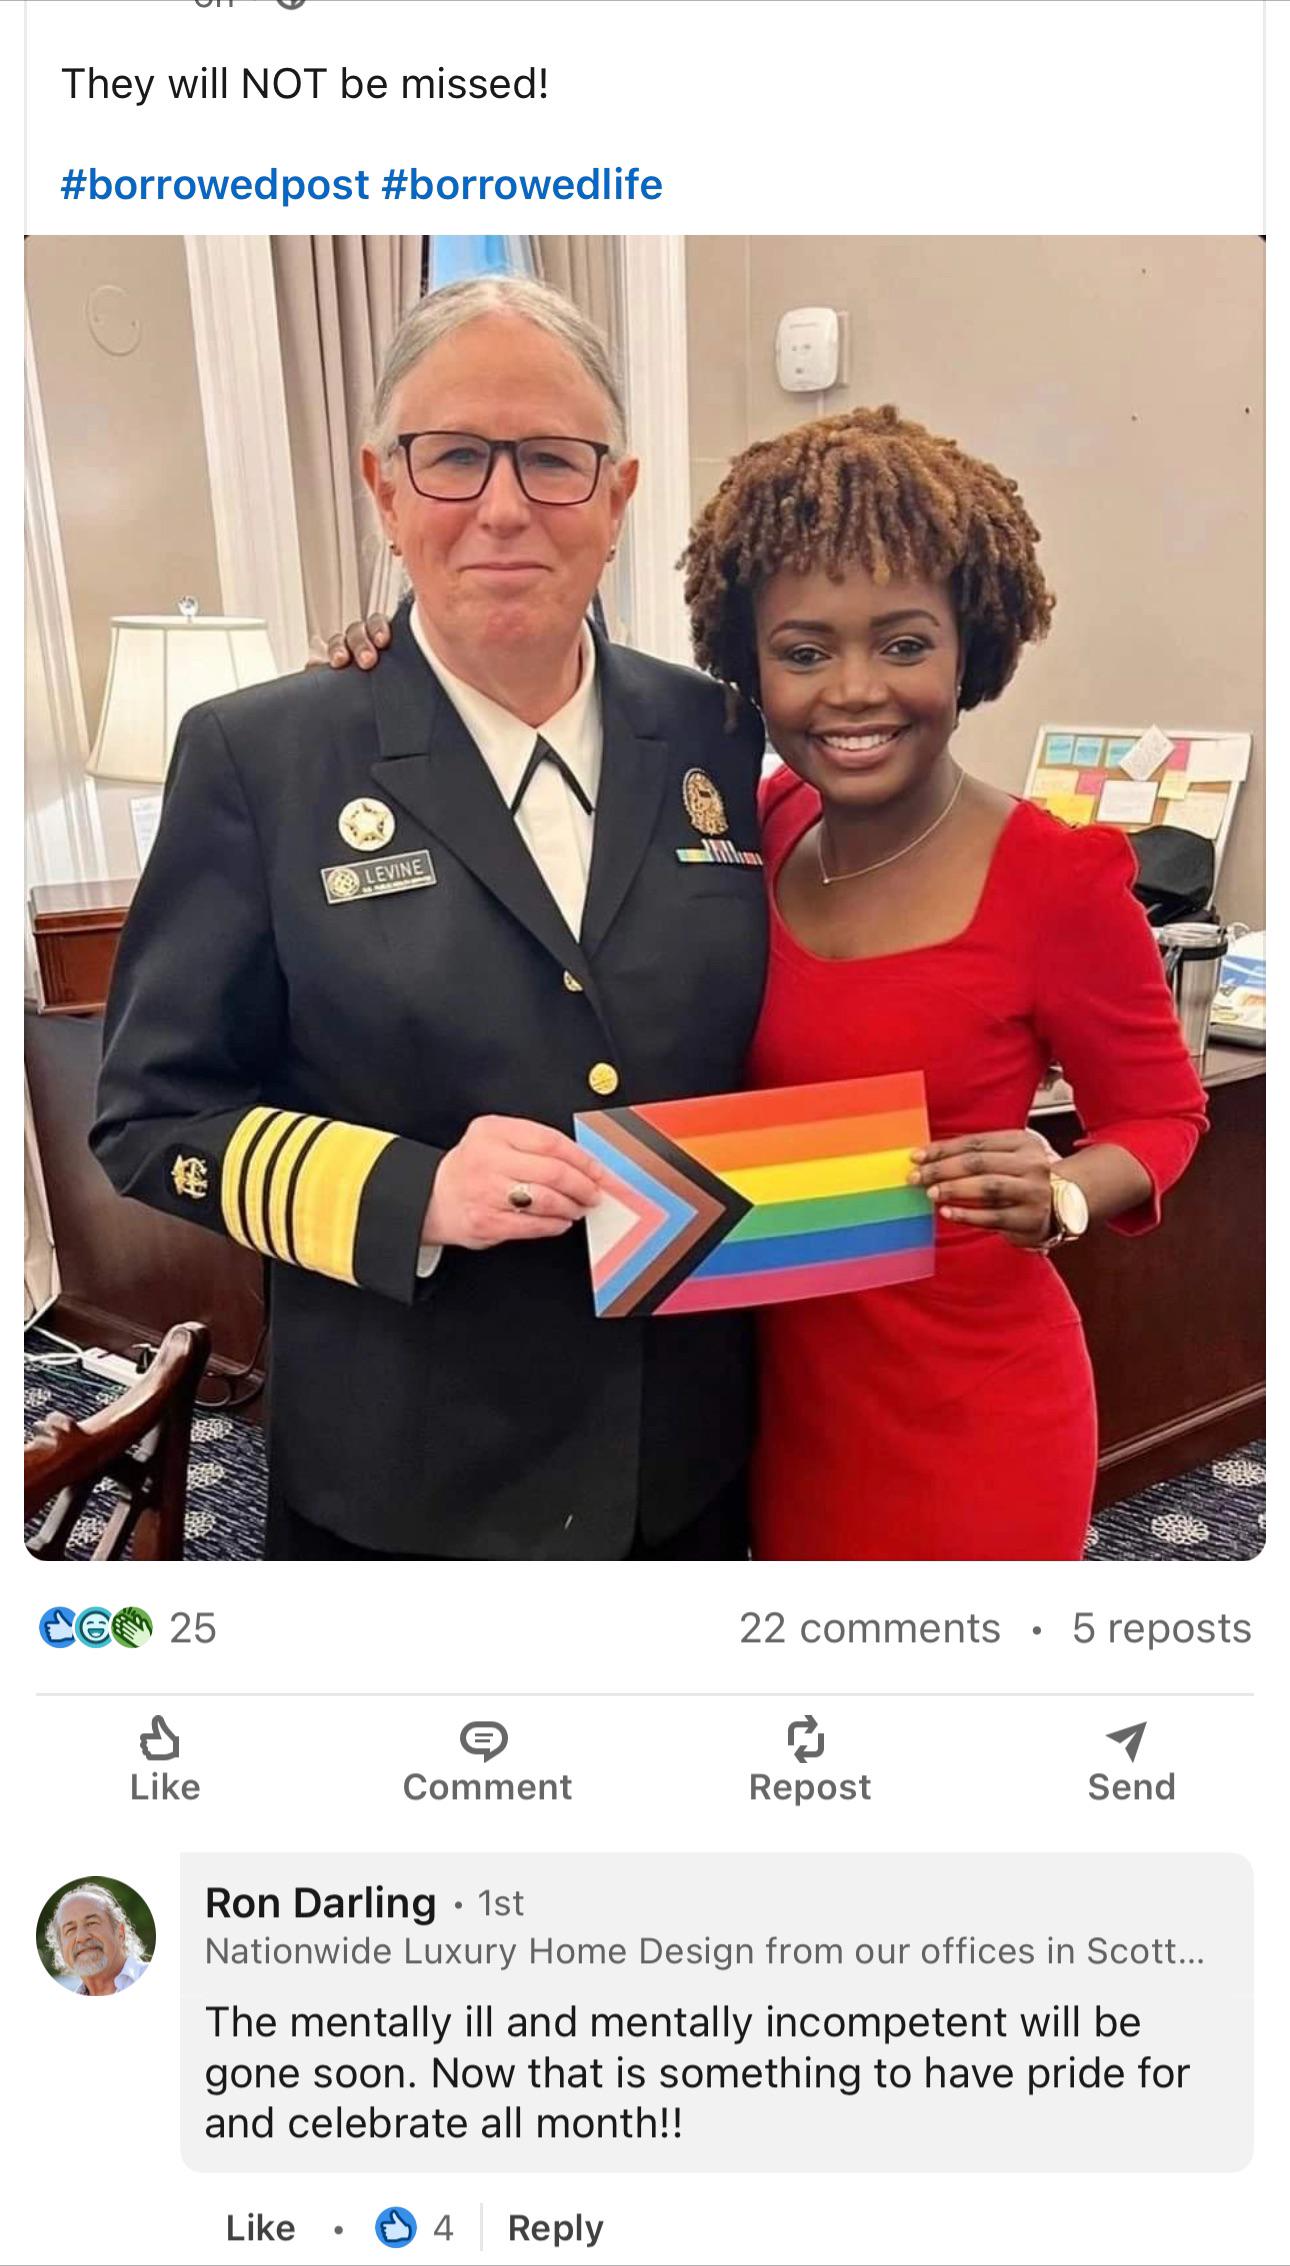 They will NOT be missed!
#borrowedpost #borrowedlife
LEVINE
25
22 comments • 5 reposts
Like
Comment
Repost
Send
Ron Darling • 1st
Nationwide Luxury Home Design from our offices in Scott...
The mentally ill and mentally incompetent will be
gone soon. Now that is something to have pride for
and celebrate all month!!
Like • 4 Reply